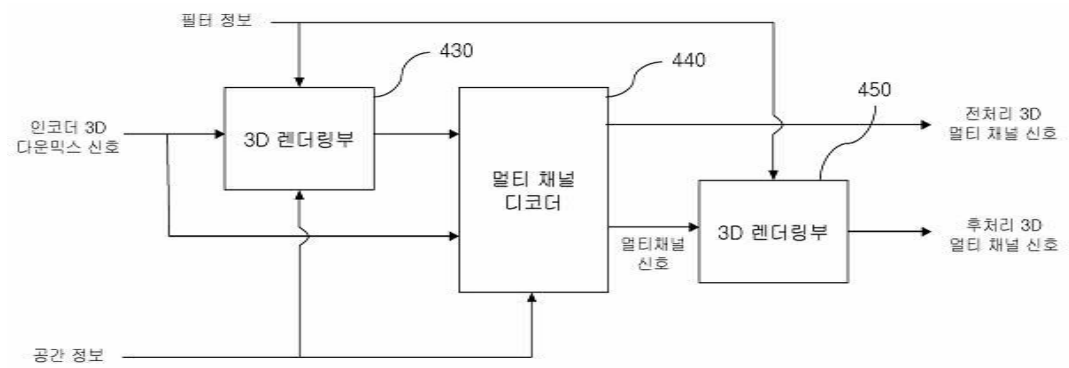 필터 정보
430
440
450
인코더 3D
다운믹스 신호
3D 렌더링부
멀티 채널
디코더
전처리 3D
멀티 채널 신호
3D 렌더링부
멀티채널
신호
후처리 3D
멀티 채널 신호
공간 정보